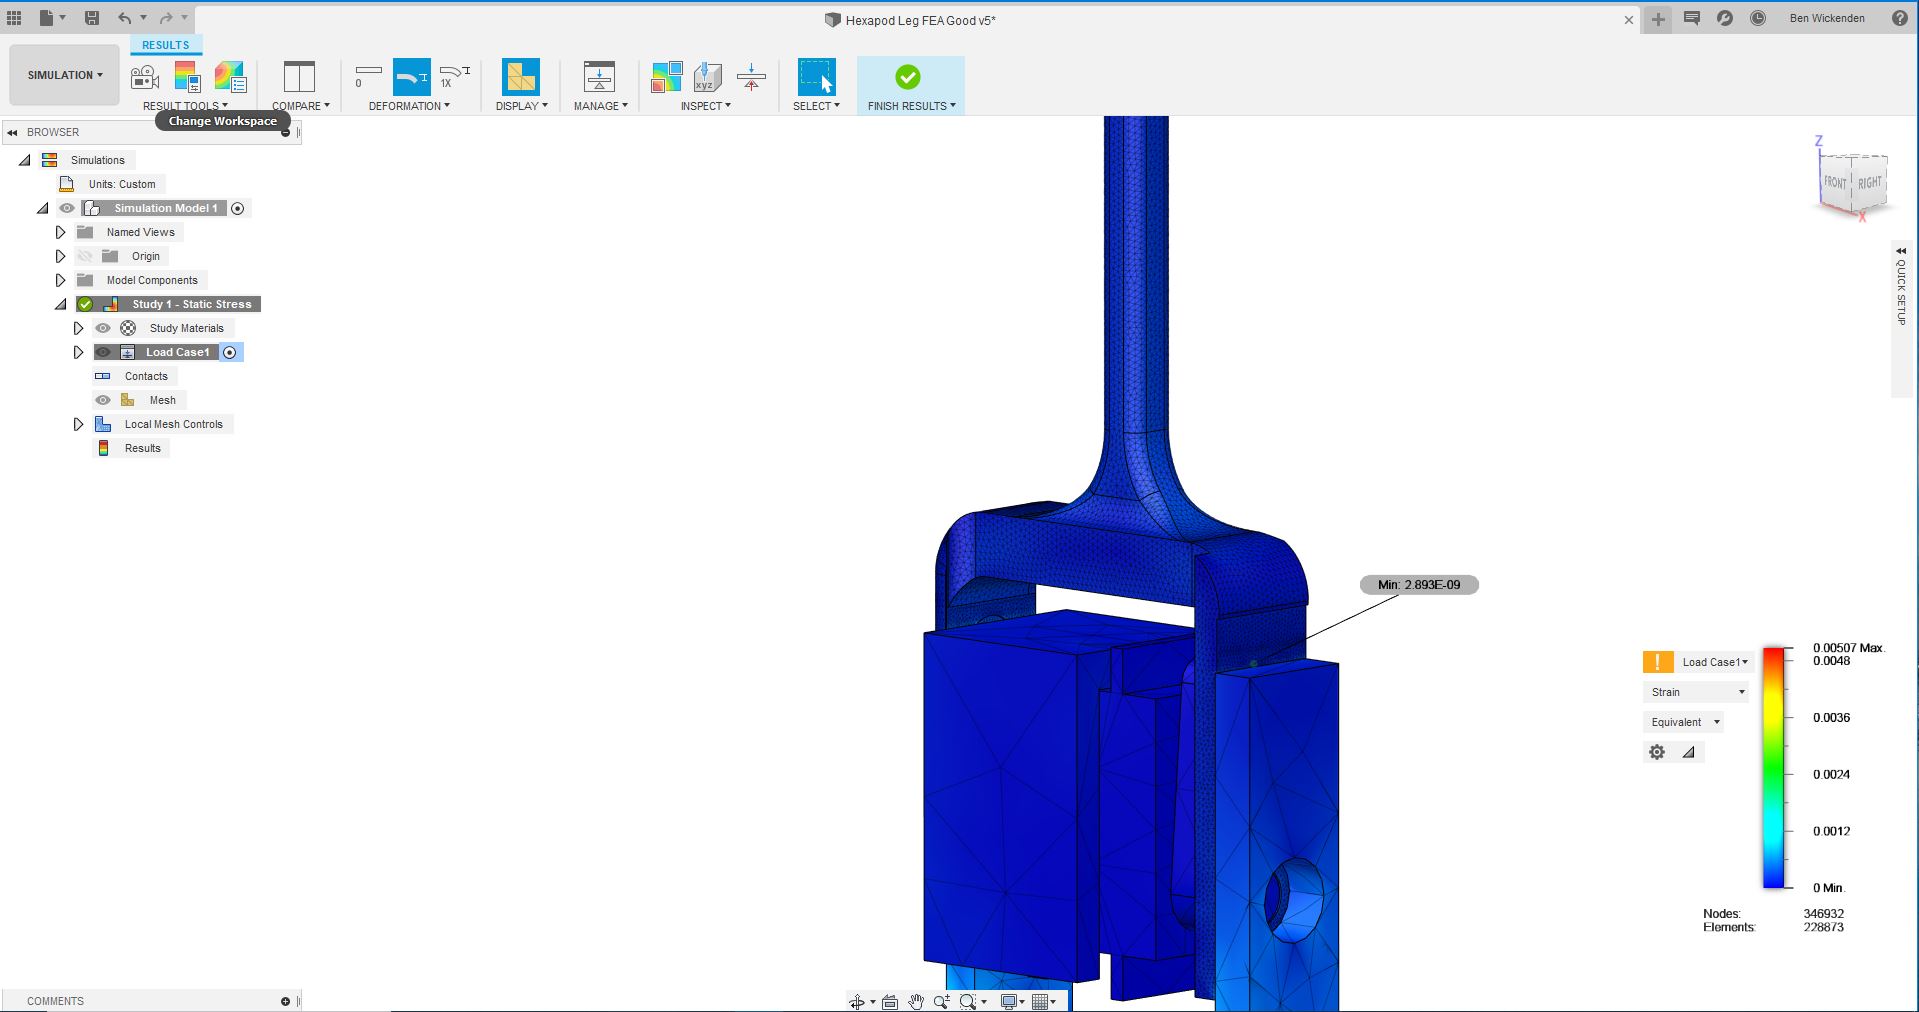 Hexapod Leg FEA Good v5*
Ben Wickenden
RESULTS
SIMULATION
0
1X
xyz
RESULT TOOLS
COMPARE
DEFORMATION
DISPLAY
MANAGE
INSPECT
SELECT
FINISH RESULTS
Change Workspace
BROWSER
Simulations
Units: Custom
Simulation Model 1
Named Views
Origin
Model Components
Study 1 - Static Stress
Study Materials
Load Case1
Contacts
Mesh
Local Mesh Controls
Results
Z
FRONT
RIGHT
X
QUICK SETUP
Min: 2.893E-09
Load Case1
Strain
Equivalent
0.00507 Max.
0.0048
0.0036
0.0024
0.0012
0 Min.
Nodes: 346932
Elements: 228873
COMMENTS